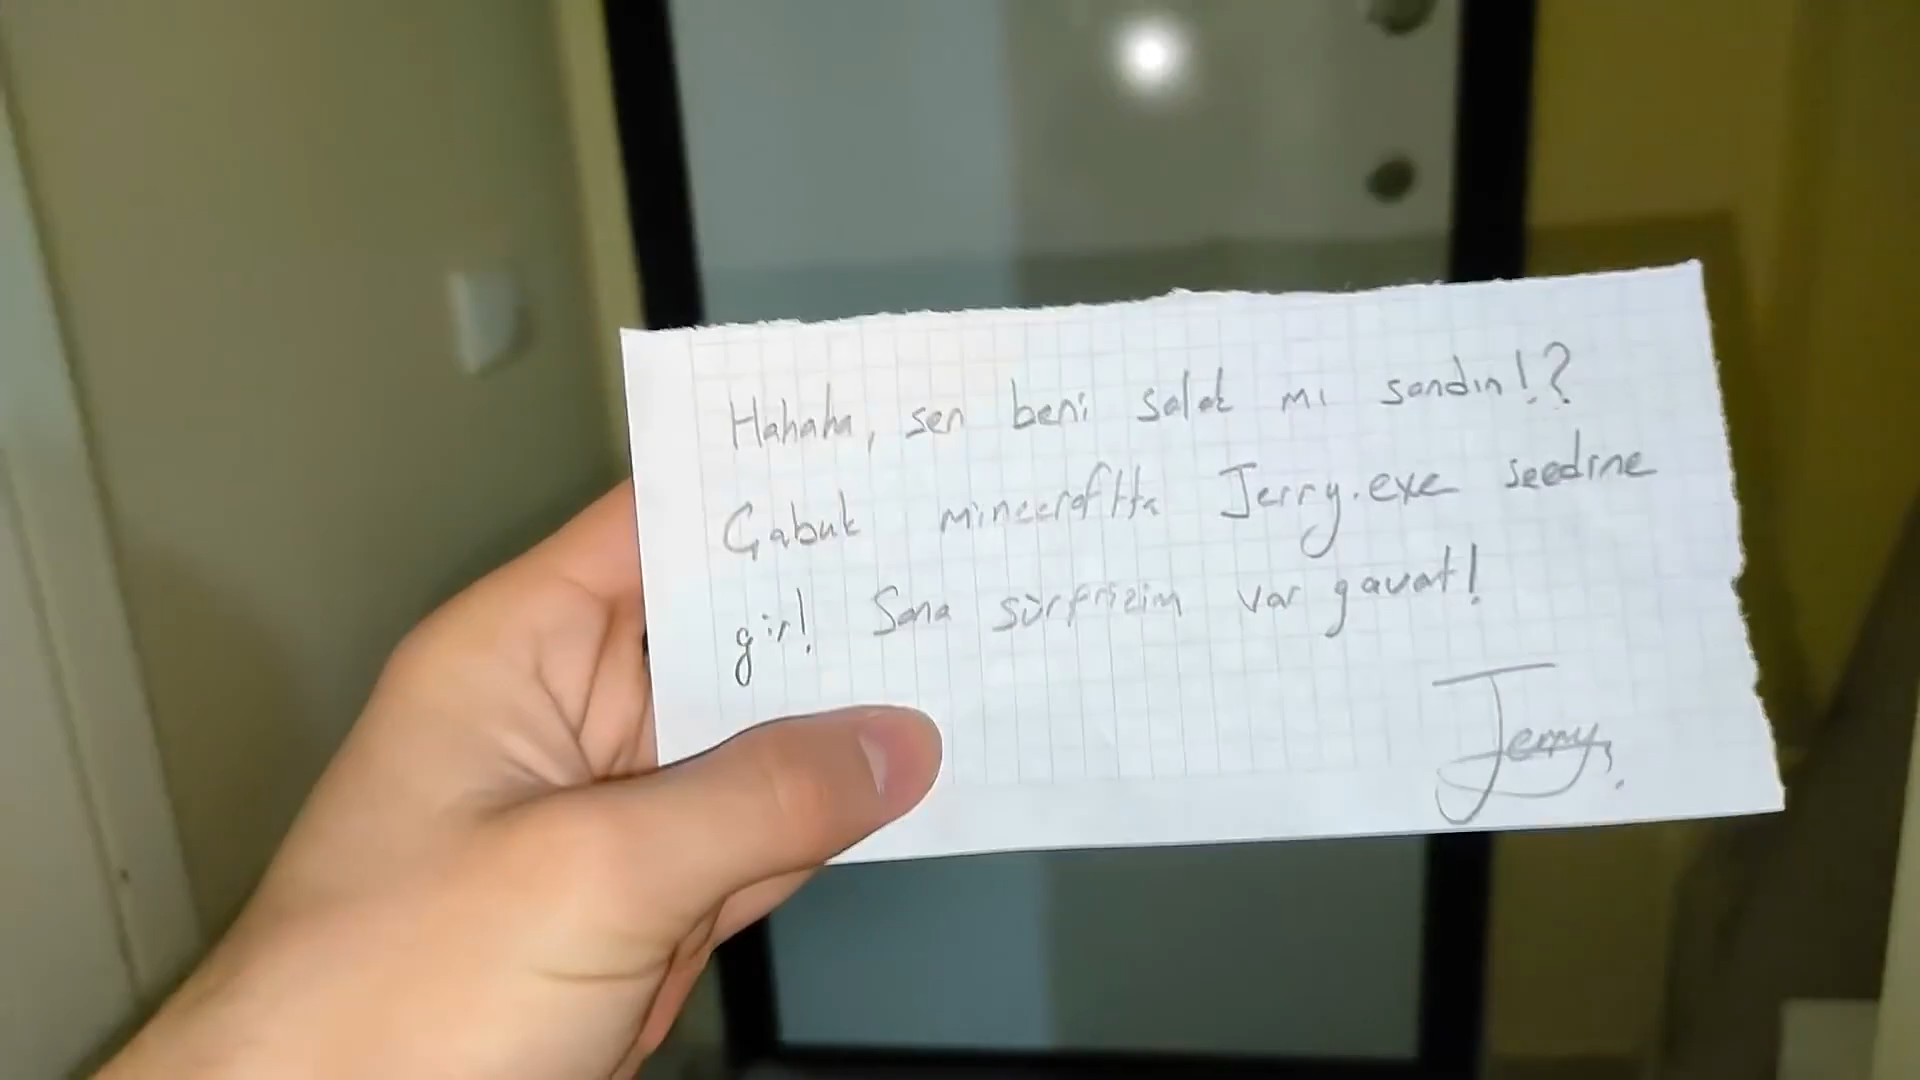 Hahaha, sen beni salak mı sandın!?
Çabuk minecraftta Jerry.exe seedine
gir! Sana sürprizim var gavat!
Jerry